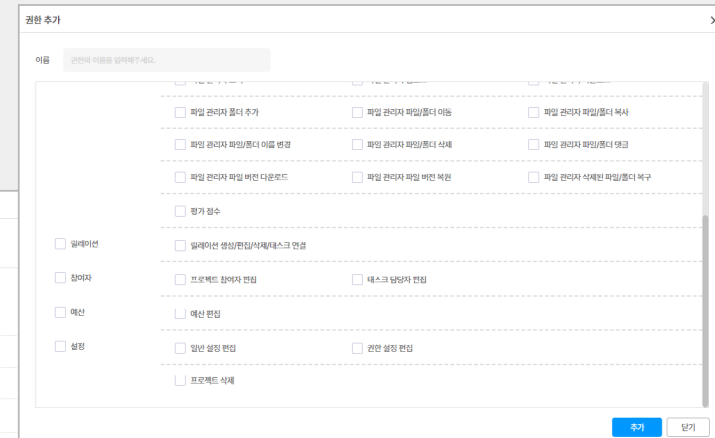 권한 추가
이름 권한의 이름을 입력해주세요.
파일 관리자 폴더 추가 파일 관리자 파일/폴더 이동 파일 관리자 파일/폴더 복사
파일 관리자 파일/폴더 이름 변경 파일 관리자 파일/폴더 삭제 파일 관리자 파일/폴더 댓글
파일 관리자 파일 버전 다운로드 파일 관리자 파일 버전 복원 파일 관리자 삭제된 파일/폴더 복구
평가 점수
릴레이션 릴레이션 생성/편집/삭제/태스크 연결
참여자 프로젝트 참여자 편집 태스크 담당자 편집
예산 예산 편집
설정 일반 설정 편집 권한 설정 편집
프로젝트 삭제
추가 닫기